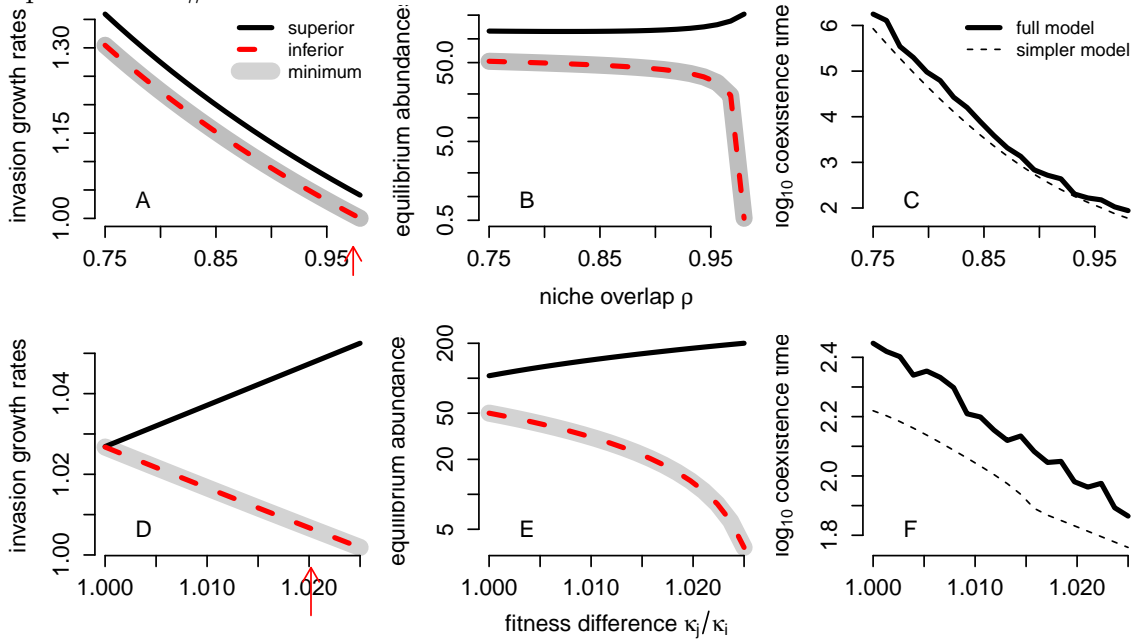 invasion growth rates
1.00
1.15
1.30
superior
inferior
minimum
A
0.75
0.85
0.95
equilibrium abundance
0.5
5.0
50.0
B
0.75
0.85
0.95
niche overlap ρ
log₁₀ coexistence time
2
3
4
5
6
full model
simpler model
C
0.75
0.85
0.95
invasion growth rates
1.00
1.02
1.04
D
1.000
1.010
1.020
equilibrium abundance
5
20
50
200
E
1.000
1.010
1.020
fitness difference κj/κi
log₁₀ coexistence time
1.8
2.0
2.2
2.4
F
1.000
1.010
1.020